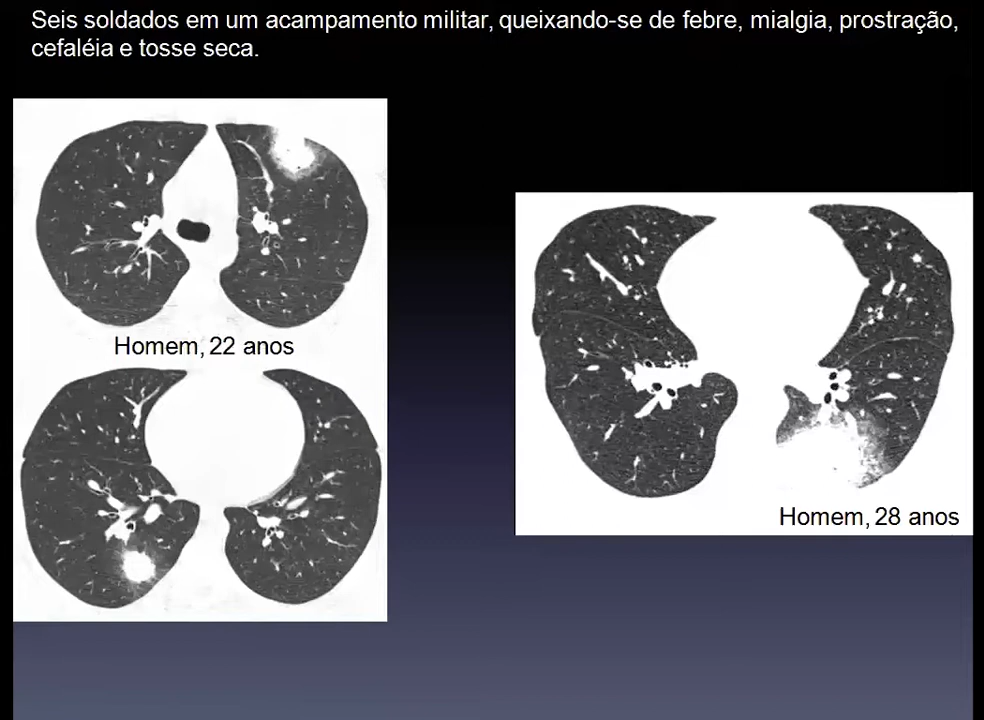 Seis soldados em um acampamento militar, queixando-se de febre, mialgia, prostração,
cefaléia e tosse seca.
Homem, 22 anos
Homem, 28 anos